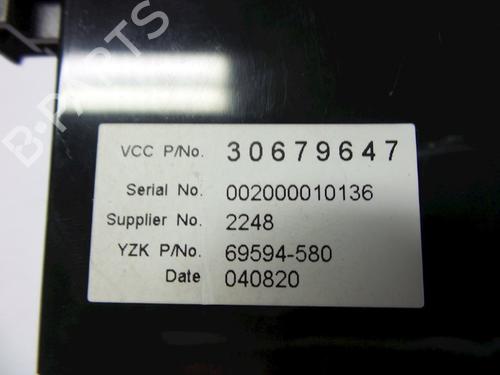 B-PARTS
VCC P/No. 30679647
Serial No. 002000010136
Supplier No. 2248
YZK P/No. 69594-580
Date 040820